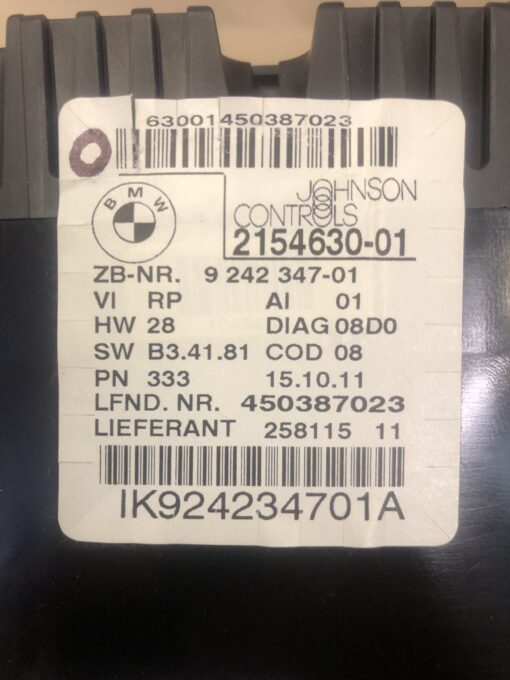 63001450387023
BMW
JOHNSON
CONTROLS
2154630-01
ZB-NR. 9 242 347-01
VI RP AI 01
HW 28 DIAG 08D0
SW B3.41.81 COD 08
PN 333 15.10.11
LFND. NR. 450387023
LIEFERANT 258115 11
IK924234701A